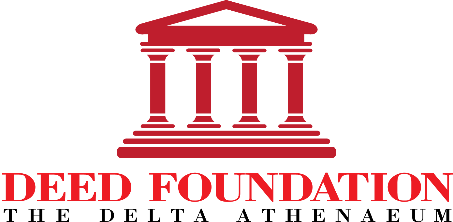 DEED FOUNDATION
THE DELTA ATHENAEUM